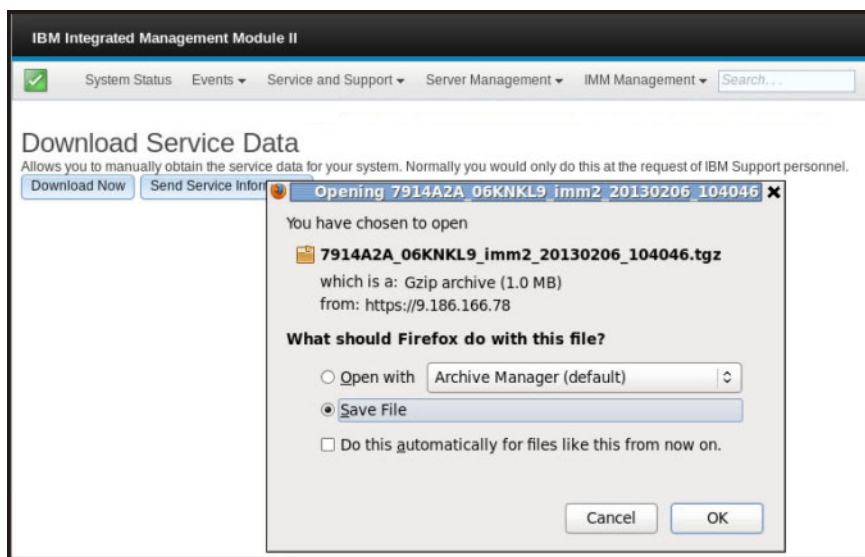 IBM Integrated Management Module II
System Status Events Service and Support Server Management IMM Management Search...
Download Service Data
Allows you to manually obtain the service data for your system. Normally you would only do this at the request of IBM Support personnel.
Download Now Send Service Infor
Opening 7914A2A_06KNKL9_imm2_20130206_104046
You have chosen to open
7914A2A_06KNKL9_imm2_20130206_104046.tgz
which is a: Gzip archive (1.0 MB)
from: https://9.186.166.78
What should Firefox do with this file?
Open with Archive Manager (default)
Save File
Do this automatically for files like this from now on.
Cancel OK